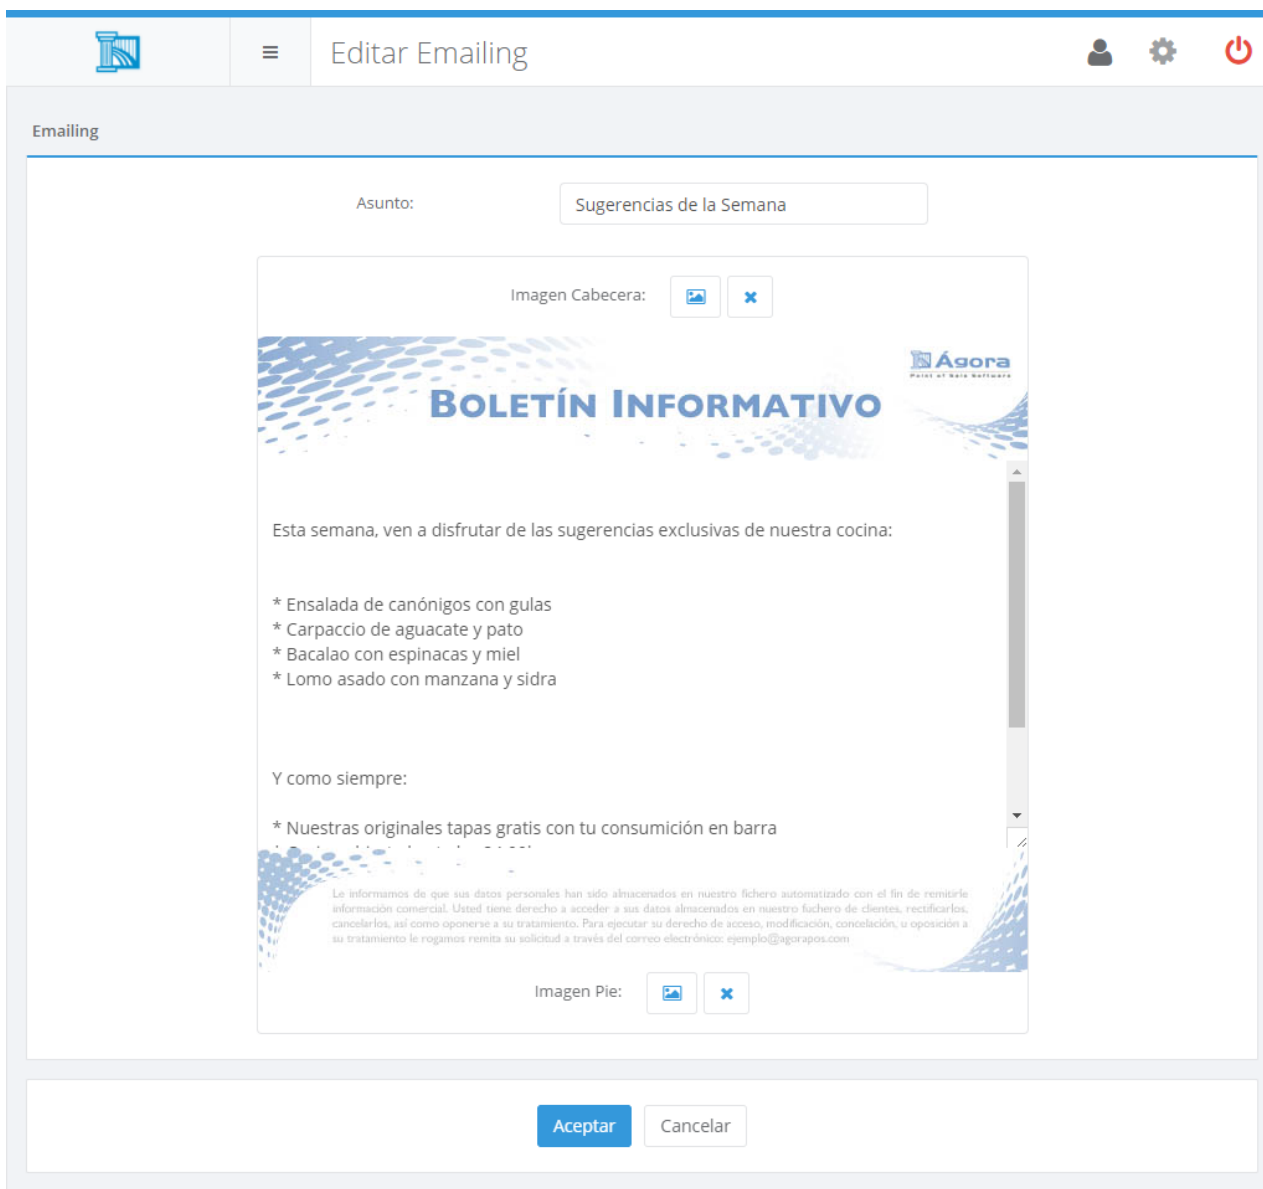 Editar Emailing
Emailing
Asunto:
Sugerencias de la Semana
Imagen Cabecera:
Ágora
Point of Sale Software
BOLETÍN INFORMATIVO
Esta semana, ven a disfrutar de las sugerencias exclusivas de nuestra cocina:
* Ensalada de canónigos con gulas
* Carpaccio de aguacate y pato
* Bacalao con espinacas y miel
* Lomo asado con manzana y sidra
Y como siempre:
* Nuestras originales tapas gratis con tu consumición en barra
Le informamos de que sus datos personales han sido almacenados en nuestro fichero automatizado con el fin de remitirle
información comercial. Usted tiene derecho a acceder a sus datos almacenados en nuestro fuchero de clientes, rectificarlos,
cancelarlos, así como oponerse a su tratamiento. Para ejecutar su derecho de acceso, modificación, concelación, u oposición a
su tratamiento le rogamos remita su solicitud a través del correo electrónico: ejemplo@agorapos.com
Imagen Pie:
Aceptar
Cancelar